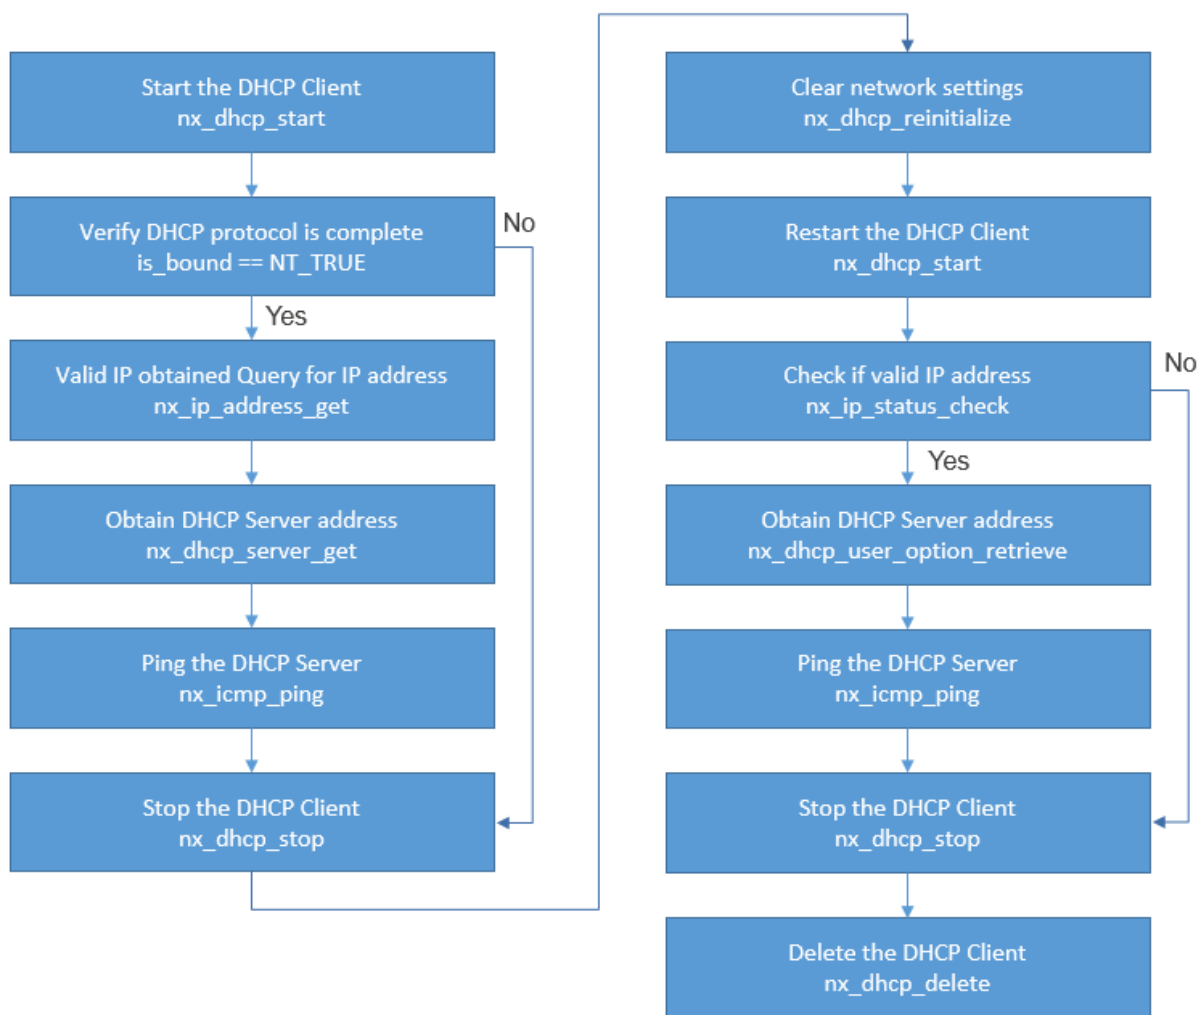 Start the DHCP Client
nx_dhcp_start
Verify DHCP protocol is complete
is_bound == NT_TRUE
No
Yes
Valid IP obtained Query for IP address
nx_ip_address_get
Obtain DHCP Server address
nx_dhcp_server_get
Ping the DHCP Server
nx_icmp_ping
Stop the DHCP Client
nx_dhcp_stop
Clear network settings
nx_dhcp_reinitialize
Restart the DHCP Client
nx_dhcp_start
Check if valid IP address
nx_ip_status_check
No
Yes
Obtain DHCP Server address
nx_dhcp_user_option_retrieve
Ping the DHCP Server
nx_icmp_ping
Stop the DHCP Client
nx_dhcp_stop
Delete the DHCP Client
nx_dhcp_delete